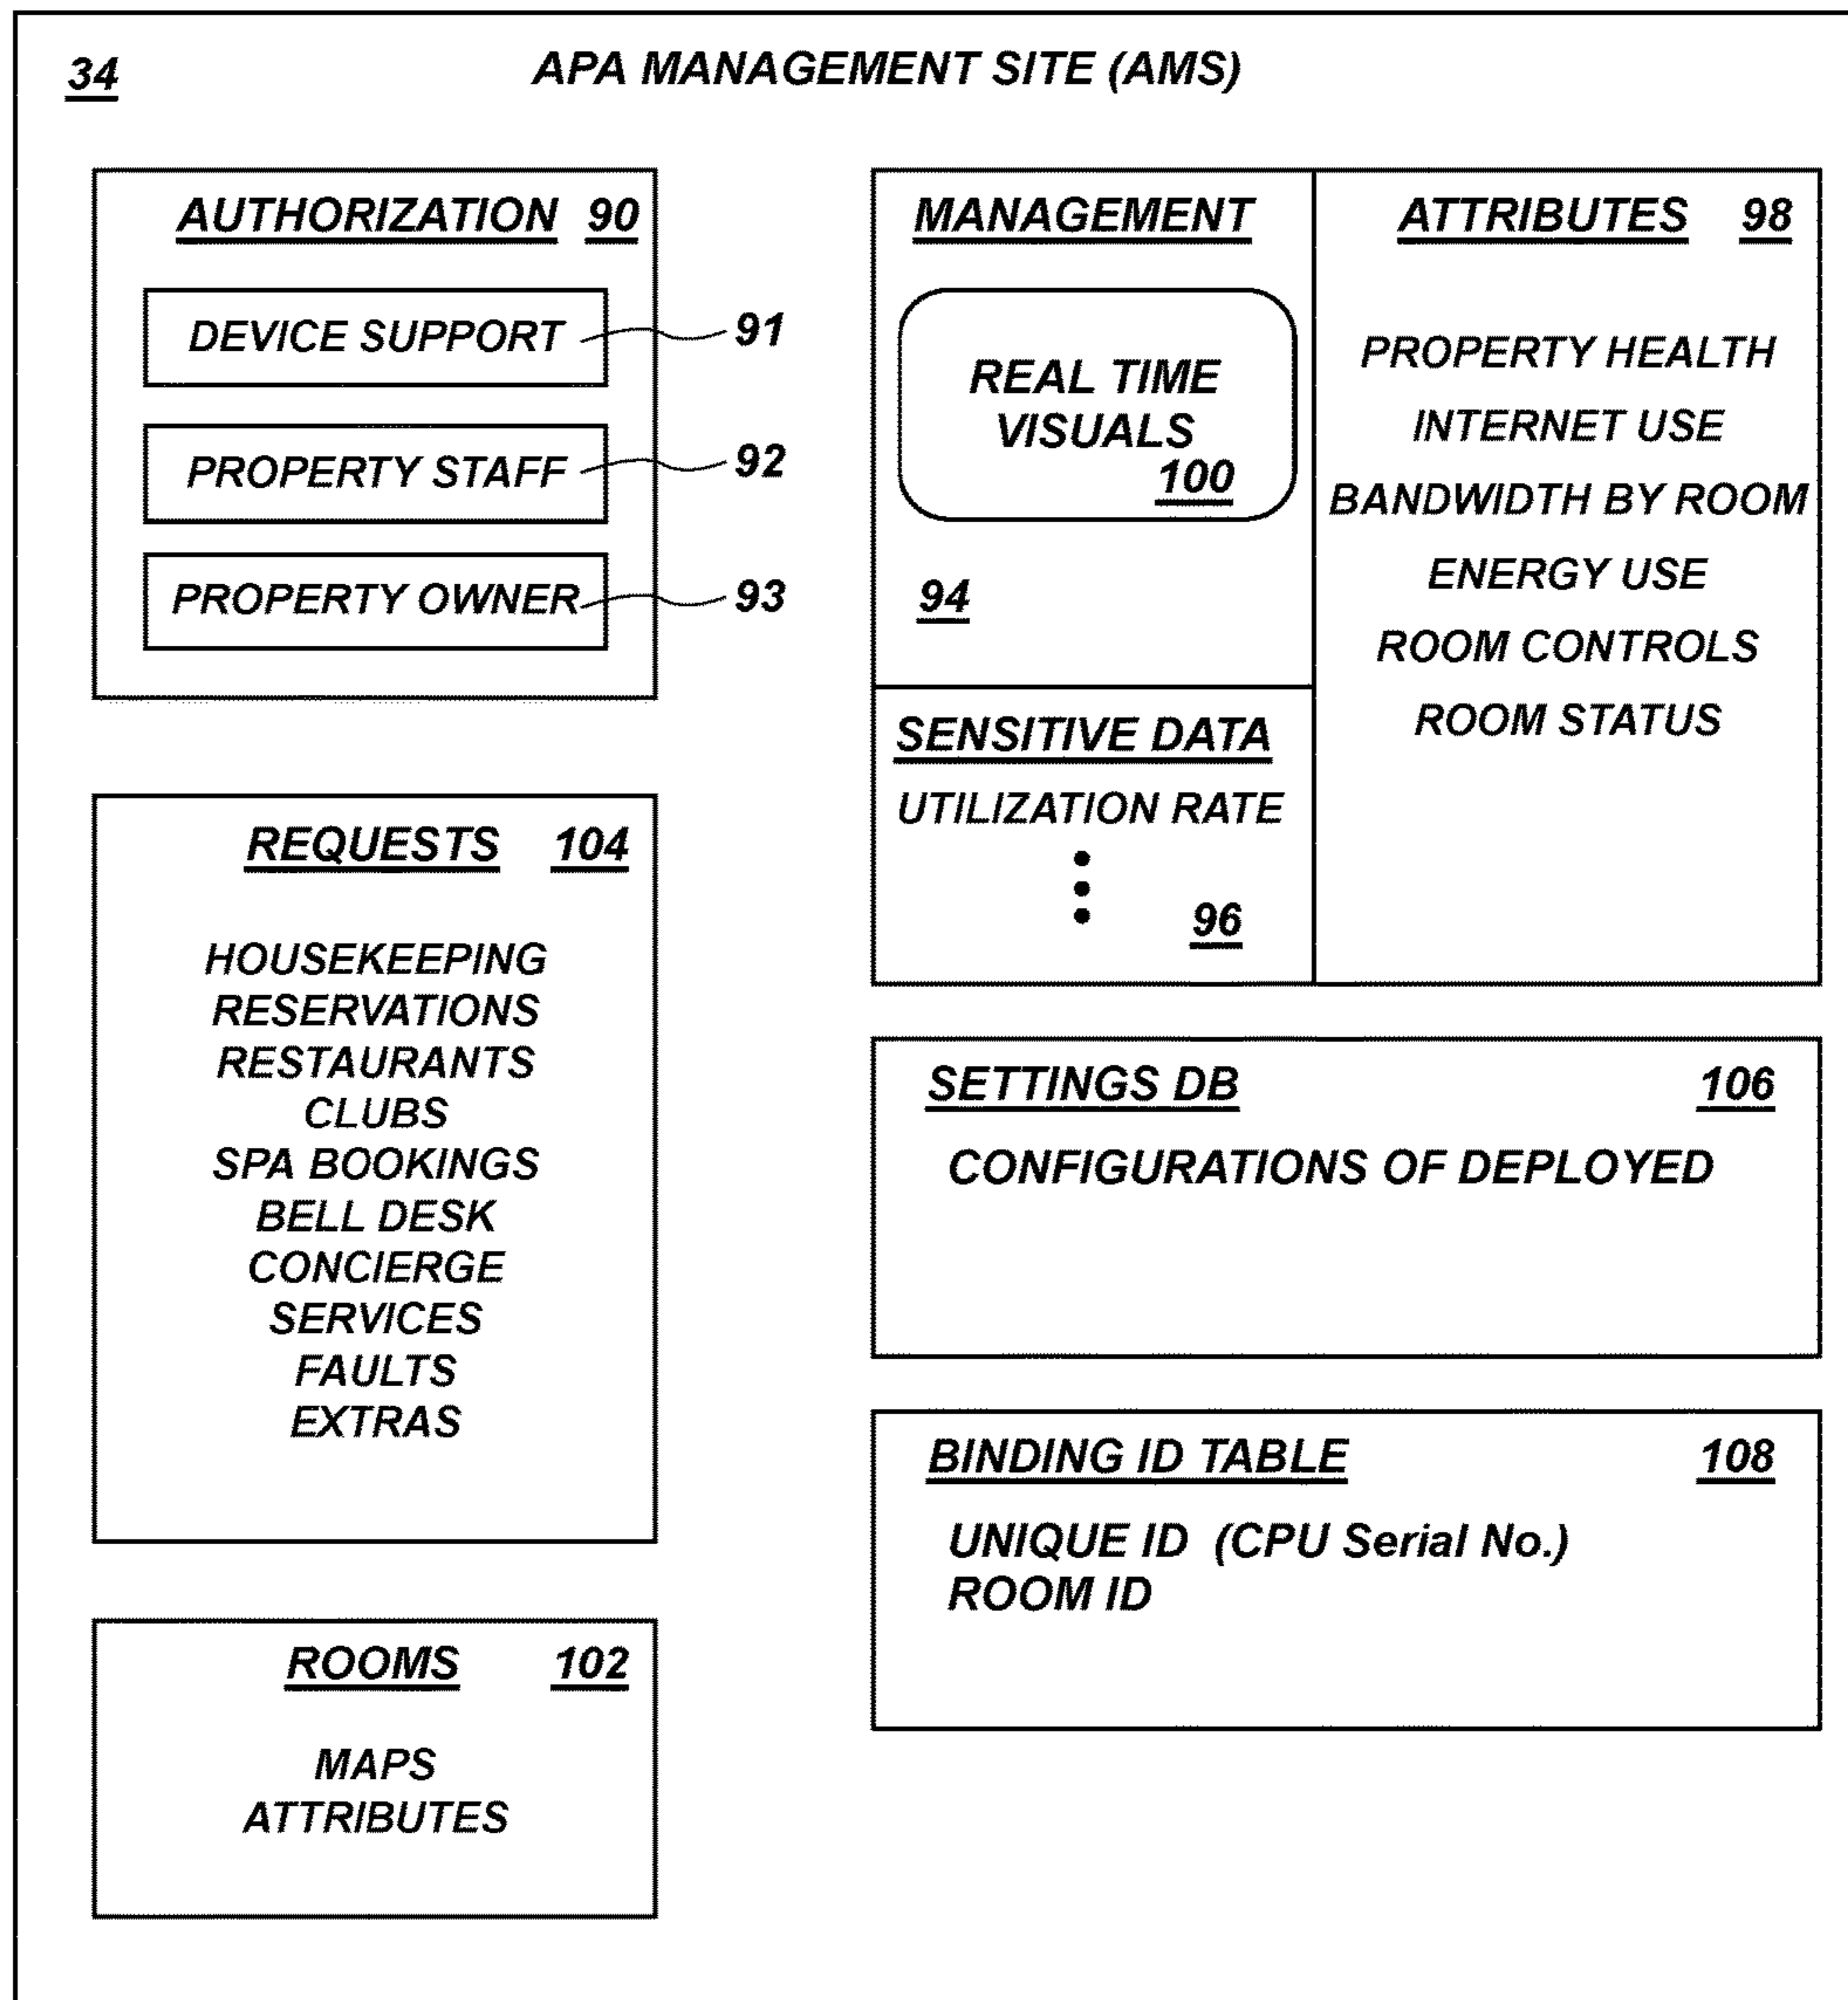 34
APA MANAGEMENT SITE (AMS)
AUTHORIZATION 90
DEVICE SUPPORT
91
PROPERTY STAFF
92
PROPERTY OWNER
93
REQUESTS 104
HOUSEKEEPING
RESERVATIONS
RESTAURANTS
CLUBS
SPA BOOKINGS
BELL DESK
CONCIERGE
SERVICES
FAULTS
EXTRAS
ROOMS 102
MAPS
ATTRIBUTES
MANAGEMENT
REAL TIME
VISUALS
100
94
SENSITIVE DATA
UTILIZATION RATE
96
ATTRIBUTES 98
PROPERTY HEALTH
INTERNET USE
BANDWIDTH BY ROOM
ENERGY USE
ROOM CONTROLS
ROOM STATUS
SETTINGS DB 106
CONFIGURATIONS OF DEPLOYED
BINDING ID TABLE 108
UNIQUE ID (CPU Serial No.)
ROOM ID